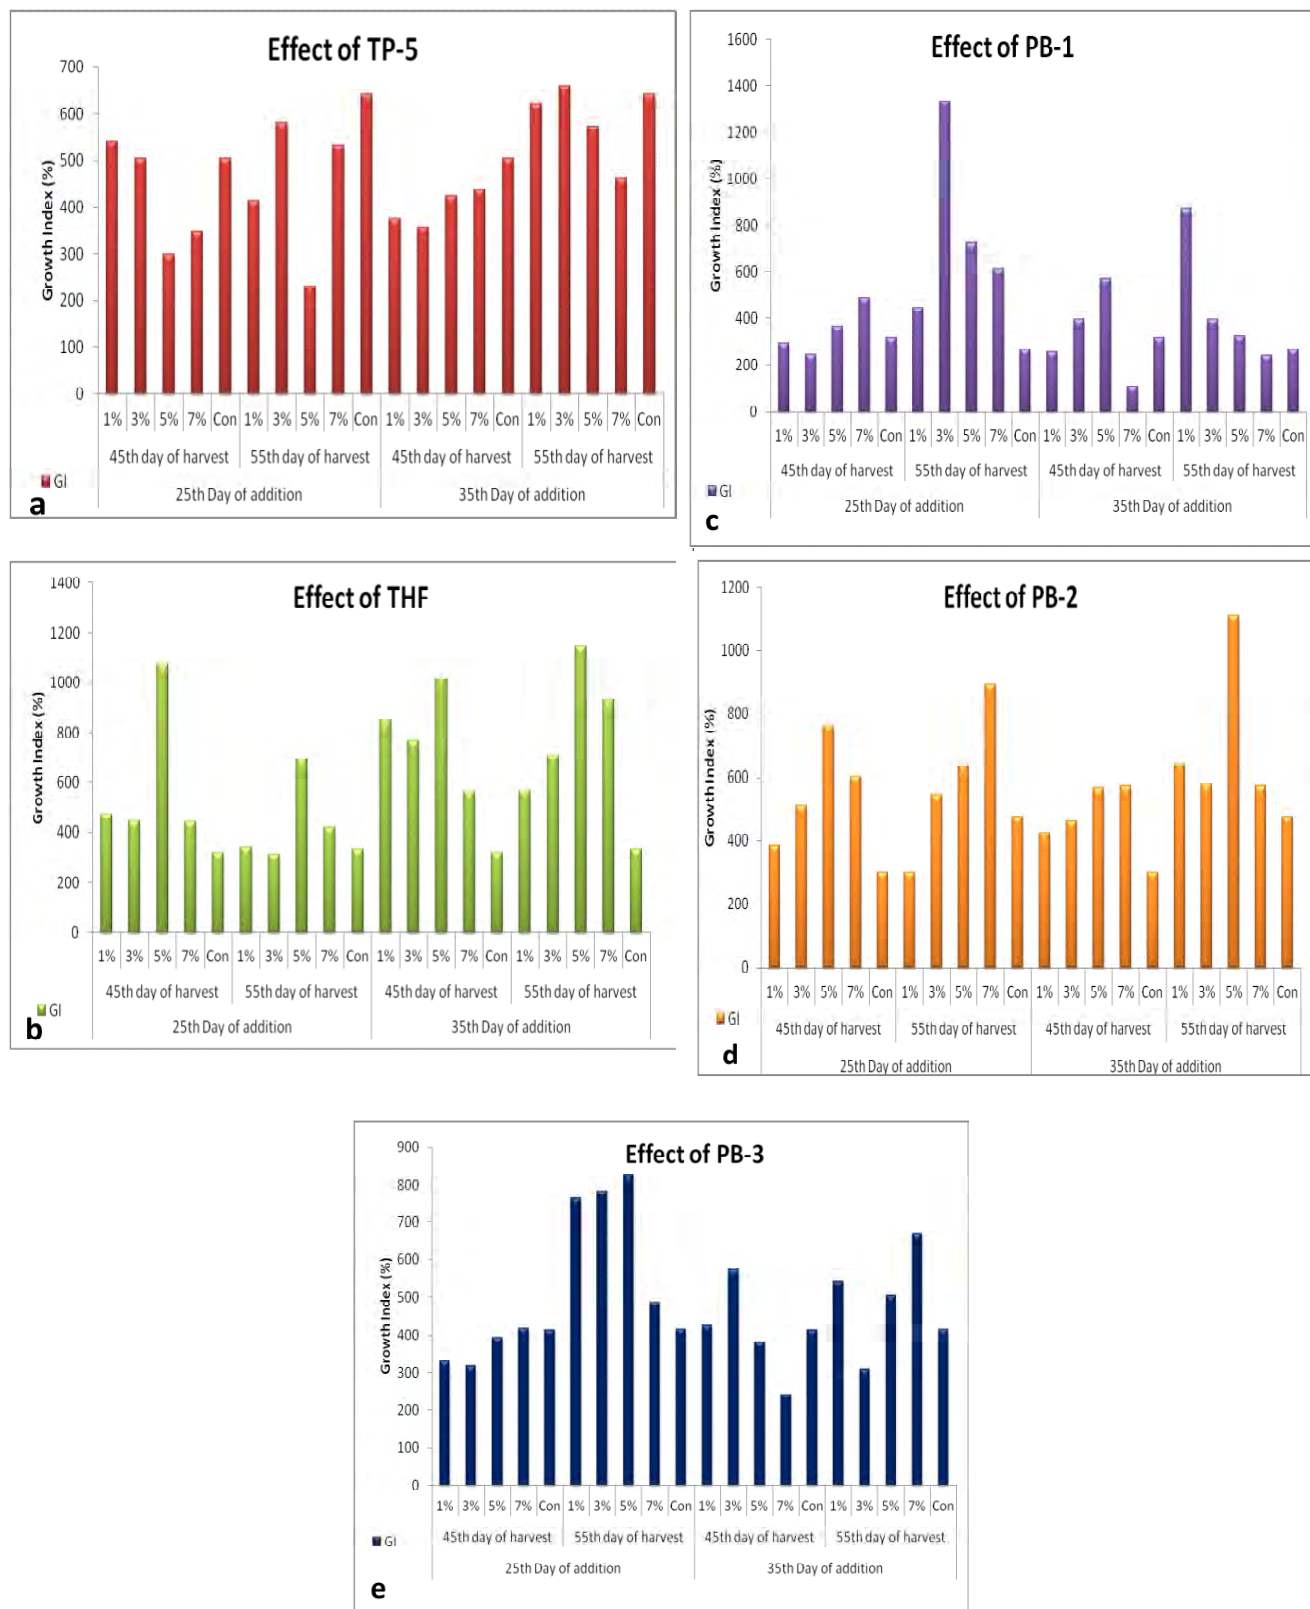 Effect of TP-5
700
600
500
400
300
200
100
0
Growth Index (%)
1% 3% 5% 7% Con 1% 3% 5% 7% Con 1% 3% 5% 7% Con 1% 3% 5% 7% Con
45th day of harvest 55th day of harvest 45th day of harvest 55th day of harvest
25th Day of addition 35th Day of addition
GI
a
Effect of PB-1
1600
1400
1200
1000
800
600
400
200
0
Growth Index (%)
1% 3% 5% 7% Con 1% 3% 5% 7% Con 1% 3% 5% 7% Con 1% 3% 5% 7% Con
45th day of harvest 55th day of harvest 45th day of harvest 55th day of harvest
25th Day of addition 35th Day of addition
GI
c
Effect of THF
1400
1200
1000
800
600
400
200
0
Growth Index (%)
1% 3% 5% 7% Con 1% 3% 5% 7% Con 1% 3% 5% 7% Con 1% 3% 5% 7% Con
45th day of harvest 55th day of harvest 45th day of harvest 55th day of harvest
25th Day of addition 35th Day of addition
GI
b
Effect of PB-2
1200
1000
800
600
400
200
0
Growth Index (%)
1% 3% 5% 7% Con 1% 3% 5% 7% Con 1% 3% 5% 7% Con 1% 3% 5% 7% Con
45th day of harvest 55th day of harvest 45th day of harvest 55th day of harvest
25th Day of addition 35th Day of addition
GI
d
Effect of PB-3
900
800
700
600
500
400
300
200
100
0
Growth Index (%)
1% 3% 5% 7% Con 1% 3% 5% 7% Con 1% 3% 5% 7% Con 1% 3% 5% 7% Con
45th day of harvest 55th day of harvest 45th day of harvest 55th day of harvest
25th Day of addition 35th Day of addition
GI
e